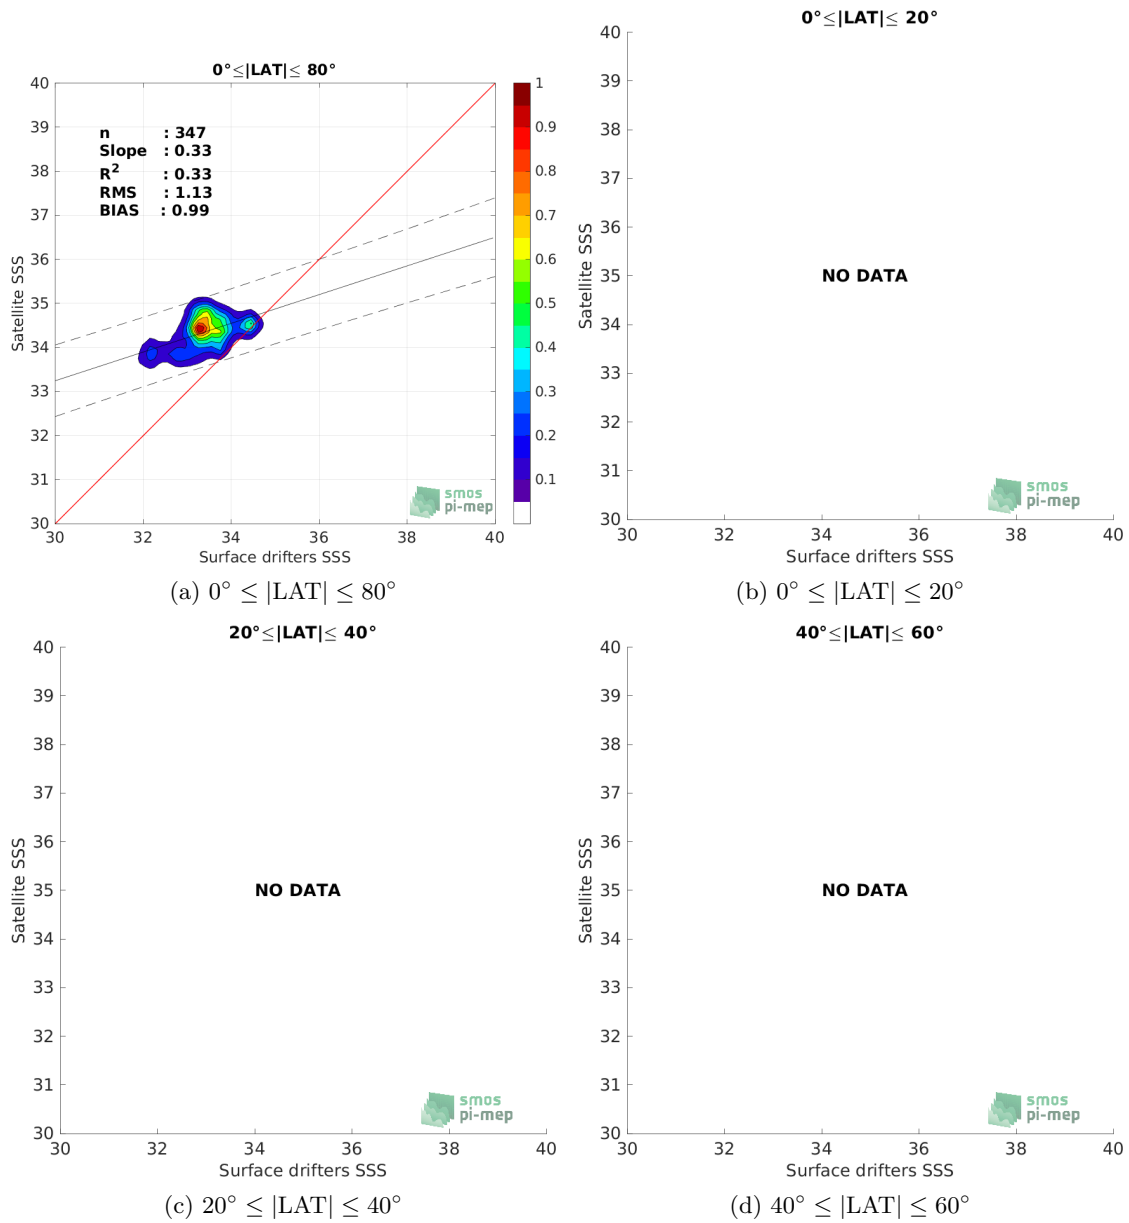 0°≤|LAT|≤ 80°
40
39
38
37
36
35
34
33
32
31
30
Satellite SSS
n : 347
Slope : 0.33
R² : 0.33
RMS : 1.13
BIAS : 0.99
smos
pi-mep
30 32 34 36 38 40
Surface drifters SSS
1
0.9
0.8
0.7
0.6
0.5
0.4
0.3
0.2
0.1
(a) 0° ≤ |LAT| ≤ 80°
0°≤|LAT|≤ 20°
40
39
38
37
36
35
34
33
32
31
30
Satellite SSS
NO DATA
smos
pi-mep
30 32 34 36 38 40
Surface drifters SSS
(b) 0° ≤ |LAT| ≤ 20°
20°≤|LAT|≤ 40°
40
39
38
37
36
35
34
33
32
31
30
Satellite SSS
NO DATA
smos
pi-mep
30 32 34 36 38 40
Surface drifters SSS
(c) 20° ≤ |LAT| ≤ 40°
40°≤|LAT|≤ 60°
40
39
38
37
36
35
34
33
32
31
30
Satellite SSS
NO DATA
smos
pi-mep
30 32 34 36 38 40
Surface drifters SSS
(d) 40° ≤ |LAT| ≤ 60°